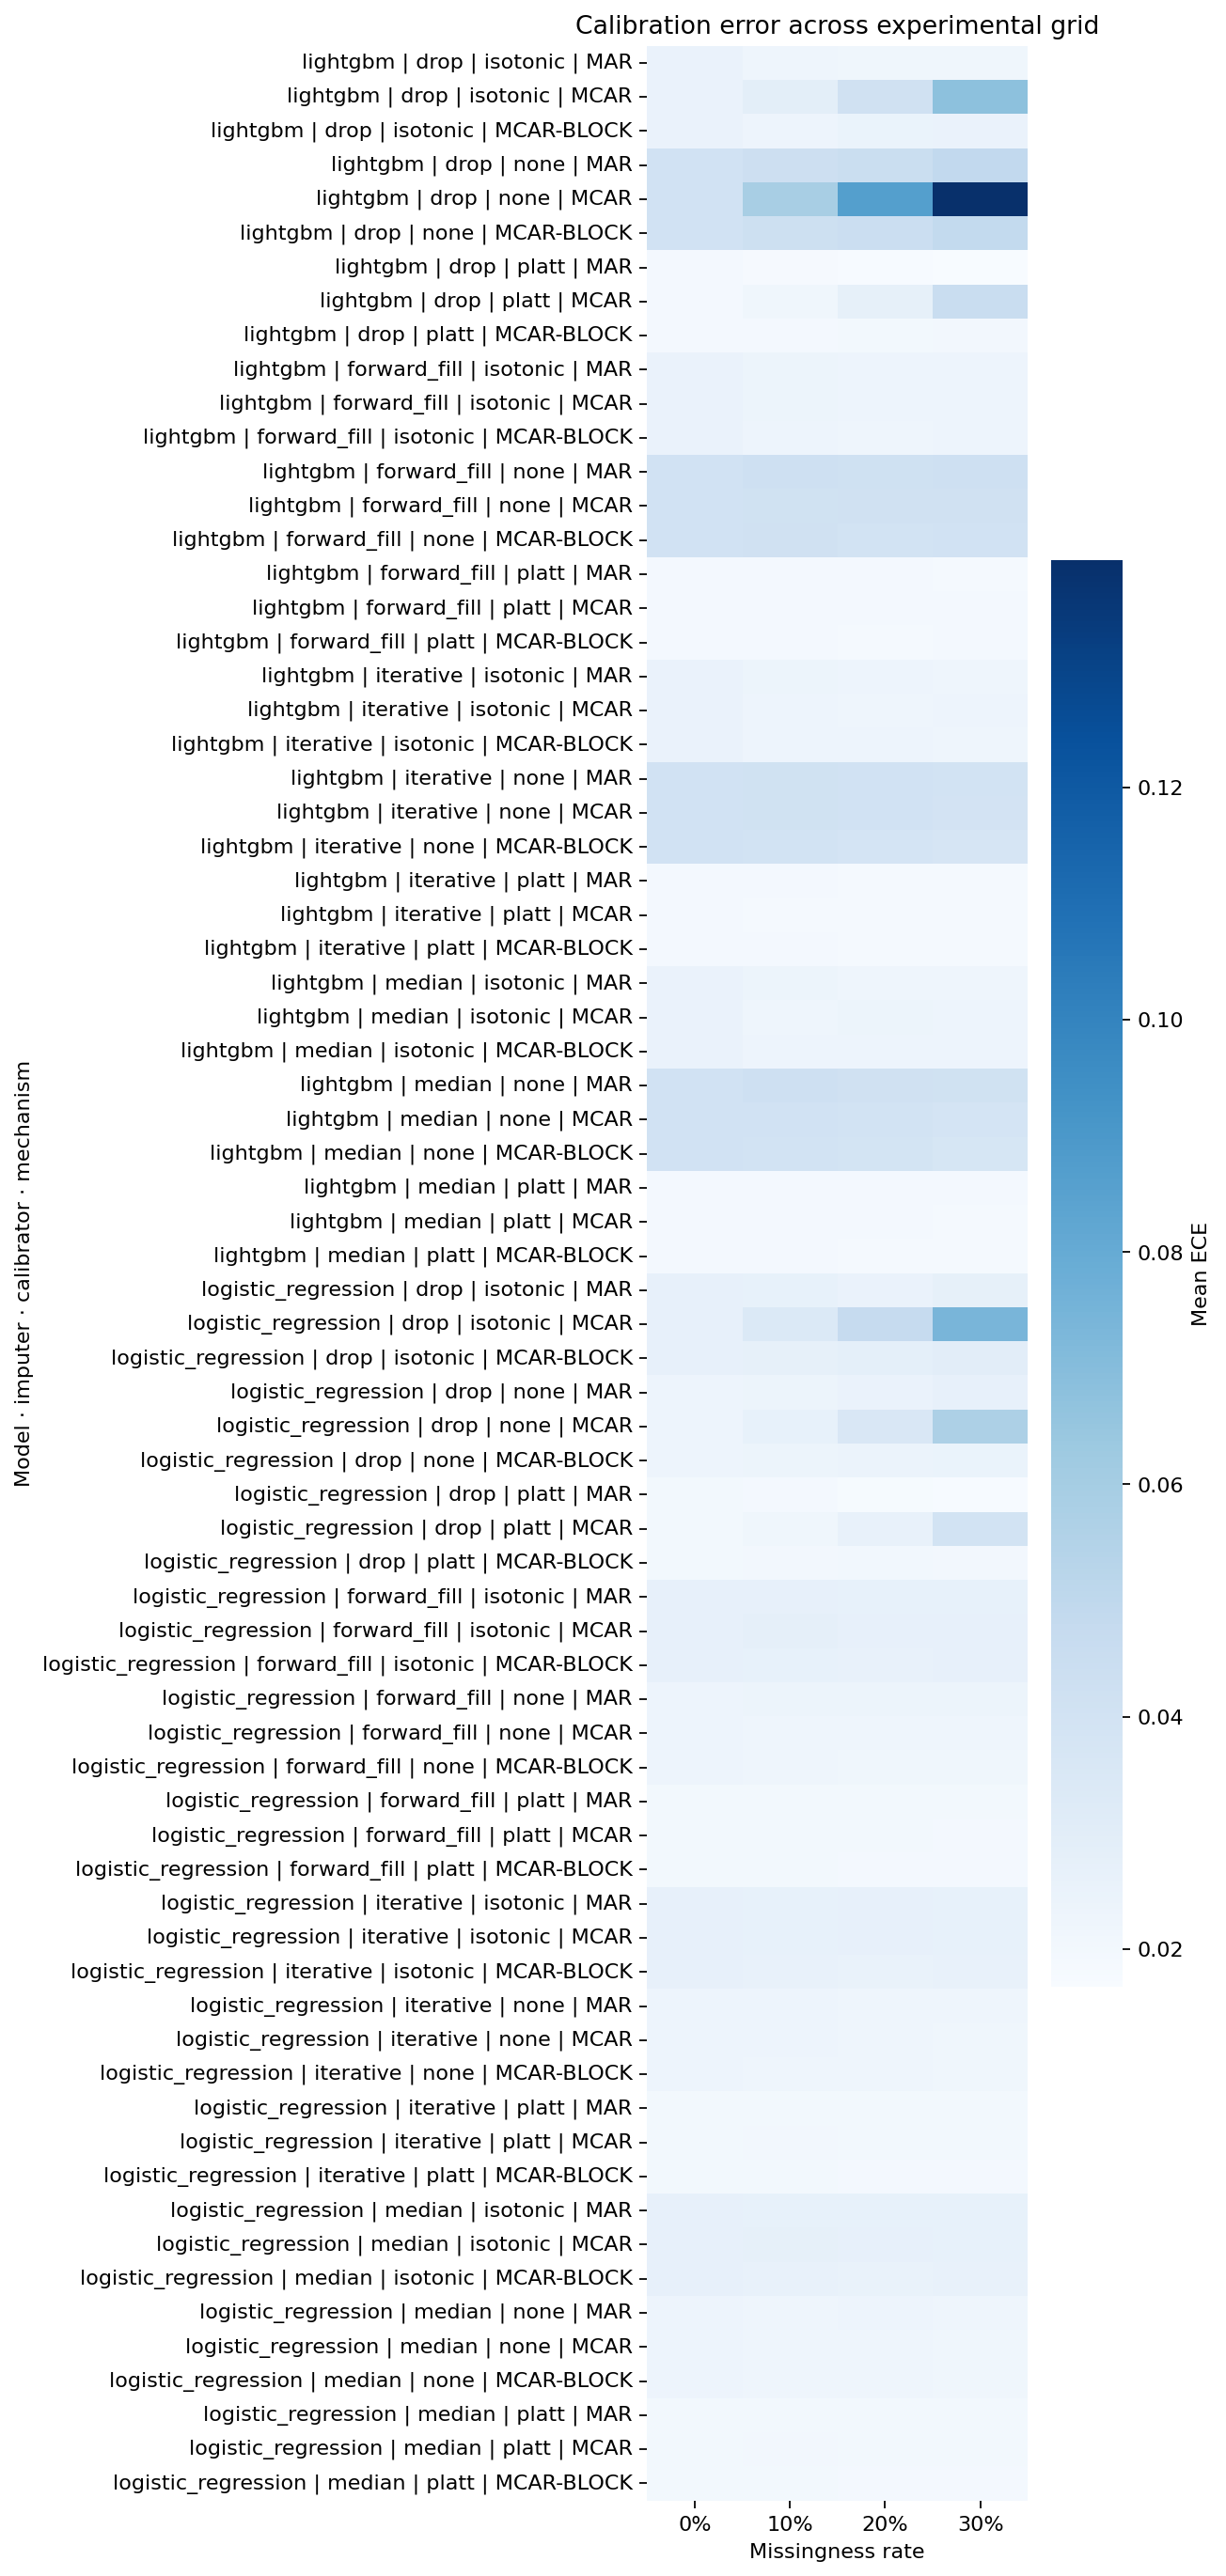 Calibration error across experimental grid
lightgbm | drop | isotonic | MAR
lightgbm | drop | isotonic | MCAR
lightgbm | drop | isotonic | MCAR-BLOCK
lightgbm | drop | none | MAR
lightgbm | drop | none | MCAR
lightgbm | drop | none | MCAR-BLOCK
lightgbm | drop | platt | MAR
lightgbm | drop | platt | MCAR
lightgbm | drop | platt | MCAR-BLOCK
lightgbm | forward_fill | isotonic | MAR
lightgbm | forward_fill | isotonic | MCAR
lightgbm | forward_fill | isotonic | MCAR-BLOCK
lightgbm | forward_fill | none | MAR
lightgbm | forward_fill | none | MCAR
lightgbm | forward_fill | none | MCAR-BLOCK
lightgbm | forward_fill | platt | MAR
lightgbm | forward_fill | platt | MCAR
lightgbm | forward_fill | platt | MCAR-BLOCK
lightgbm | iterative | isotonic | MAR
lightgbm | iterative | isotonic | MCAR
lightgbm | iterative | isotonic | MCAR-BLOCK
lightgbm | iterative | none | MAR
lightgbm | iterative | none | MCAR
lightgbm | iterative | none | MCAR-BLOCK
lightgbm | iterative | platt | MAR
lightgbm | iterative | platt | MCAR
lightgbm | iterative | platt | MCAR-BLOCK
lightgbm | median | isotonic | MAR
lightgbm | median | isotonic | MCAR
lightgbm | median | isotonic | MCAR-BLOCK
lightgbm | median | none | MAR
lightgbm | median | none | MCAR
lightgbm | median | none | MCAR-BLOCK
lightgbm | median | platt | MAR
lightgbm | median | platt | MCAR
lightgbm | median | platt | MCAR-BLOCK
logistic_regression | drop | isotonic | MAR
logistic_regression | drop | isotonic | MCAR
logistic_regression | drop | isotonic | MCAR-BLOCK
logistic_regression | drop | none | MAR
logistic_regression | drop | none | MCAR
logistic_regression | drop | none | MCAR-BLOCK
logistic_regression | drop | platt | MAR
logistic_regression | drop | platt | MCAR
logistic_regression | drop | platt | MCAR-BLOCK
logistic_regression | forward_fill | isotonic | MAR
logistic_regression | forward_fill | isotonic | MCAR
logistic_regression | forward_fill | isotonic | MCAR-BLOCK
logistic_regression | forward_fill | none | MAR
logistic_regression | forward_fill | none | MCAR
logistic_regression | forward_fill | none | MCAR-BLOCK
logistic_regression | forward_fill | platt | MAR
logistic_regression | forward_fill | platt | MCAR
logistic_regression | forward_fill | platt | MCAR-BLOCK
logistic_regression | iterative | isotonic | MAR
logistic_regression | iterative | isotonic | MCAR
logistic_regression | iterative | isotonic | MCAR-BLOCK
logistic_regression | iterative | none | MAR
logistic_regression | iterative | none | MCAR
logistic_regression | iterative | none | MCAR-BLOCK
logistic_regression | iterative | platt | MAR
logistic_regression | iterative | platt | MCAR
logistic_regression | iterative | platt | MCAR-BLOCK
logistic_regression | median | isotonic | MAR
logistic_regression | median | isotonic | MCAR
logistic_regression | median | isotonic | MCAR-BLOCK
logistic_regression | median | none | MAR
logistic_regression | median | none | MCAR
logistic_regression | median | none | MCAR-BLOCK
logistic_regression | median | platt | MAR
logistic_regression | median | platt | MCAR
logistic_regression | median | platt | MCAR-BLOCK
Model · imputer · calibrator · mechanism
0% 10% 20% 30%
Missingness rate
0.12
0.10
0.08
0.06
0.04
0.02
Mean ECE